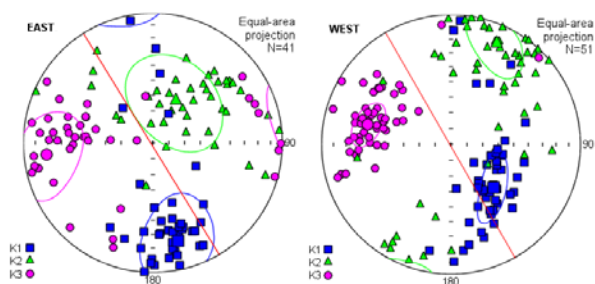 EAST
Equal-area
projection
N=41
90
K1
K2
K3
180
WEST
Equal-area
projection
N=51
90
K1
K2
K3
180